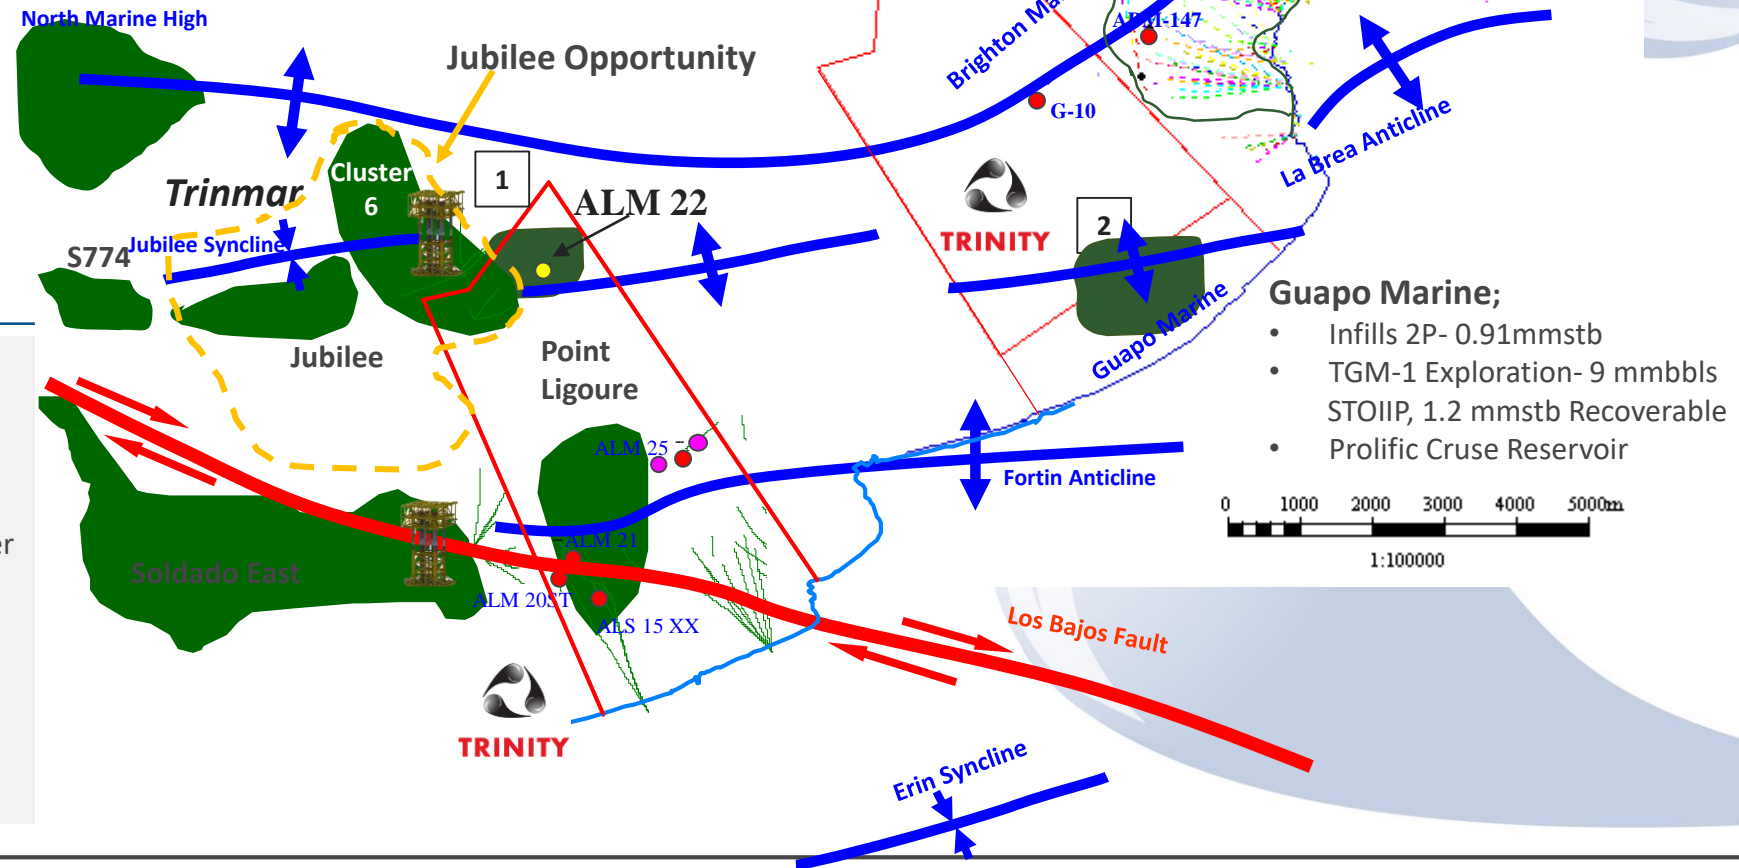 North Marine High
Jubilee Opportunity
Brighton Ma
ABM-147
G-10
La Brea Anticline
Cluster
6
1
Trinmar
ALM 22
TRINITY
2
Jubilee Syncline
S774
Guapo Marine;
• Infills 2P- 0.91mmstb
• TGM-1 Exploration- 9 mmbbls
STOIIP, 1.2 mmstb Recoverable
• Prolific Cruse Reservoir
Guapo Marine
Jubilee
Point
Ligoure
ALM 25
Fortin Anticline
0 1000 2000 3000 4000 5000m
1:100000
er
ALM 21
Soldado East
ALM 20ST
ALS 15 XX
Los Bajos Fault
TRINITY
Erin Syncline